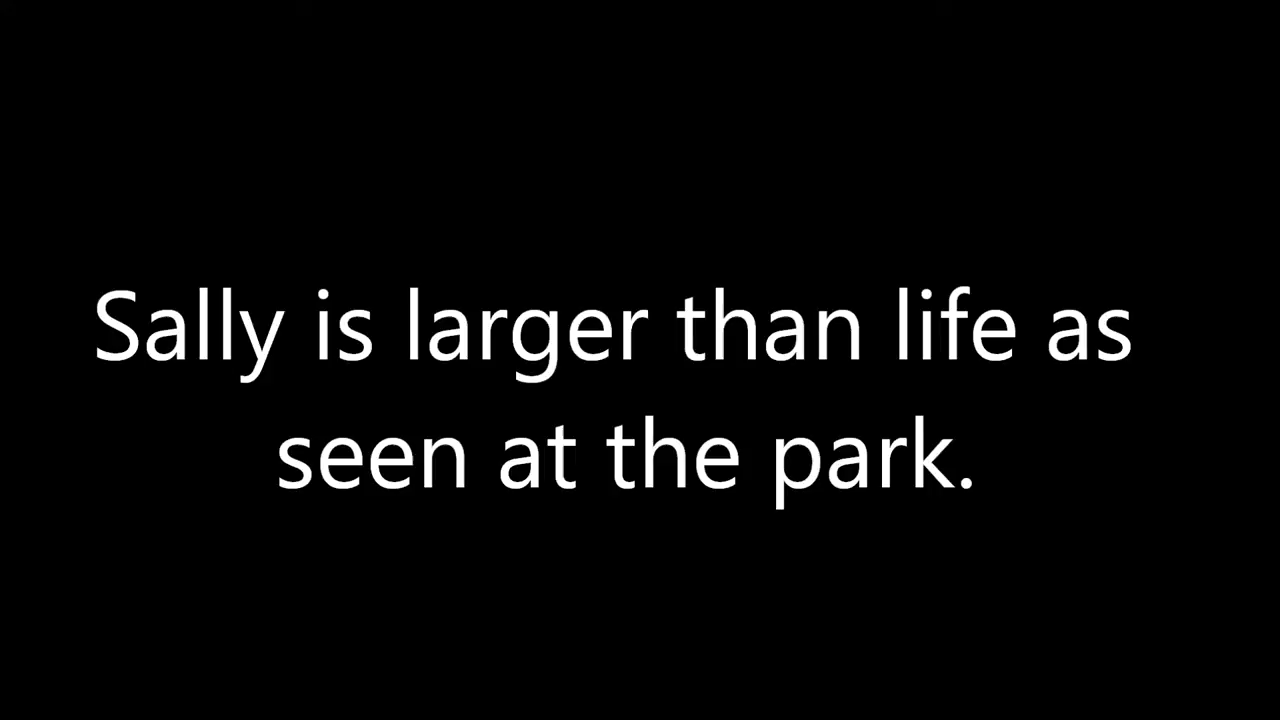 Sally is larger than life as
seen at the park.